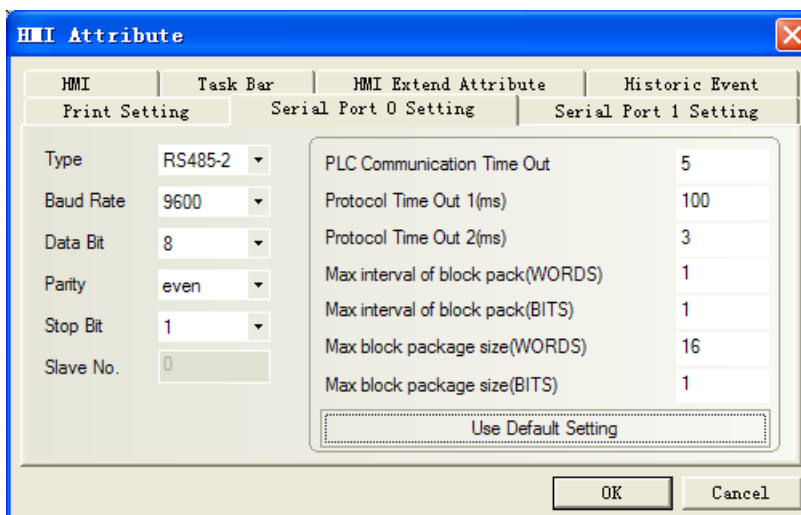 HMI Attribute
HMI Task Bar HMI Extend Attribute Historic Event
Print Setting Serial Port 0 Setting Serial Port 1 Setting
Type RS485-2
Baud Rate 9600
Data Bit 8
Parity even
Stop Bit 1
Slave No. 0
PLC Communication Time Out 5
Protocol Time Out 1(ms) 100
Protocol Time Out 2(ms) 3
Max interval of block pack(WORDS) 1
Max interval of block pack(BITS) 1
Max block package size(WORDS) 16
Max block package size(BITS) 1
Use Default Setting
OK Cancel